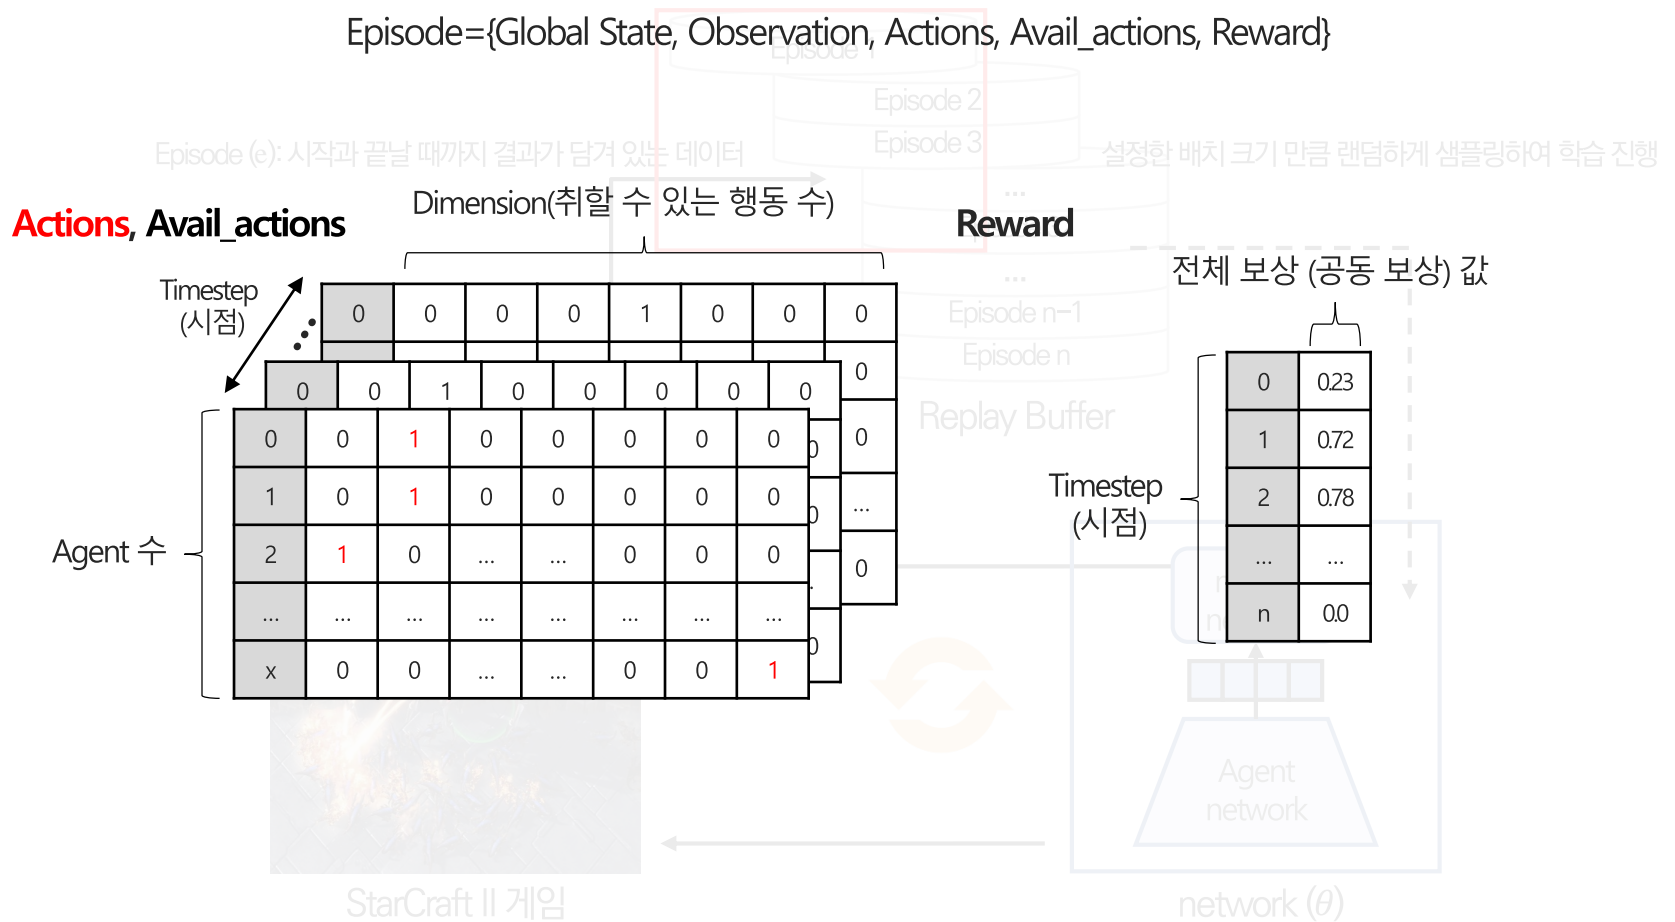 Episode={Global State, Observation, Actions, Avail_actions, Reward}
Episode 1
Episode 2
Episode 3
Episode (e): 시작과 끝날 때까지 결과가 담겨 있는 데이터
설정한 배치 크기 만큼 랜덤하게 샘플링하여 학습 진행
...
Dimension(취할 수 있는 행동 수)
Actions, Avail_actions
Reward
전체 보상 (공동 보상) 값
...
Timestep
(시점)
Episode n-1
Episode n
Replay Buffer
0 0 0 0 1 0 0 0
0
0
...
0
0 0 1 0 0 0 0 0
0
0
0
0 0 1 0 0 0 0 0
1 0 1 0 0 0 0 0
2 1 0 ... ... 0 0 0
... ... ... ... ... ... ... ...
x 0 0 ... ... 0 0 1
Agent 수
Timestep
(시점)
0 0.23
1 0.72
2 0.78
... ...
n 0.0
Agent
network
StarCraft II 게임
network (θ)